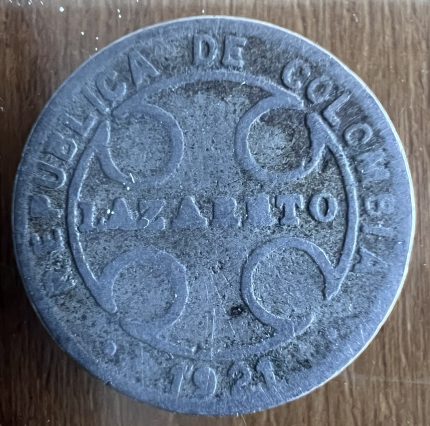 REPUBLICA DE COLOMBIA
LAZARETO
1921